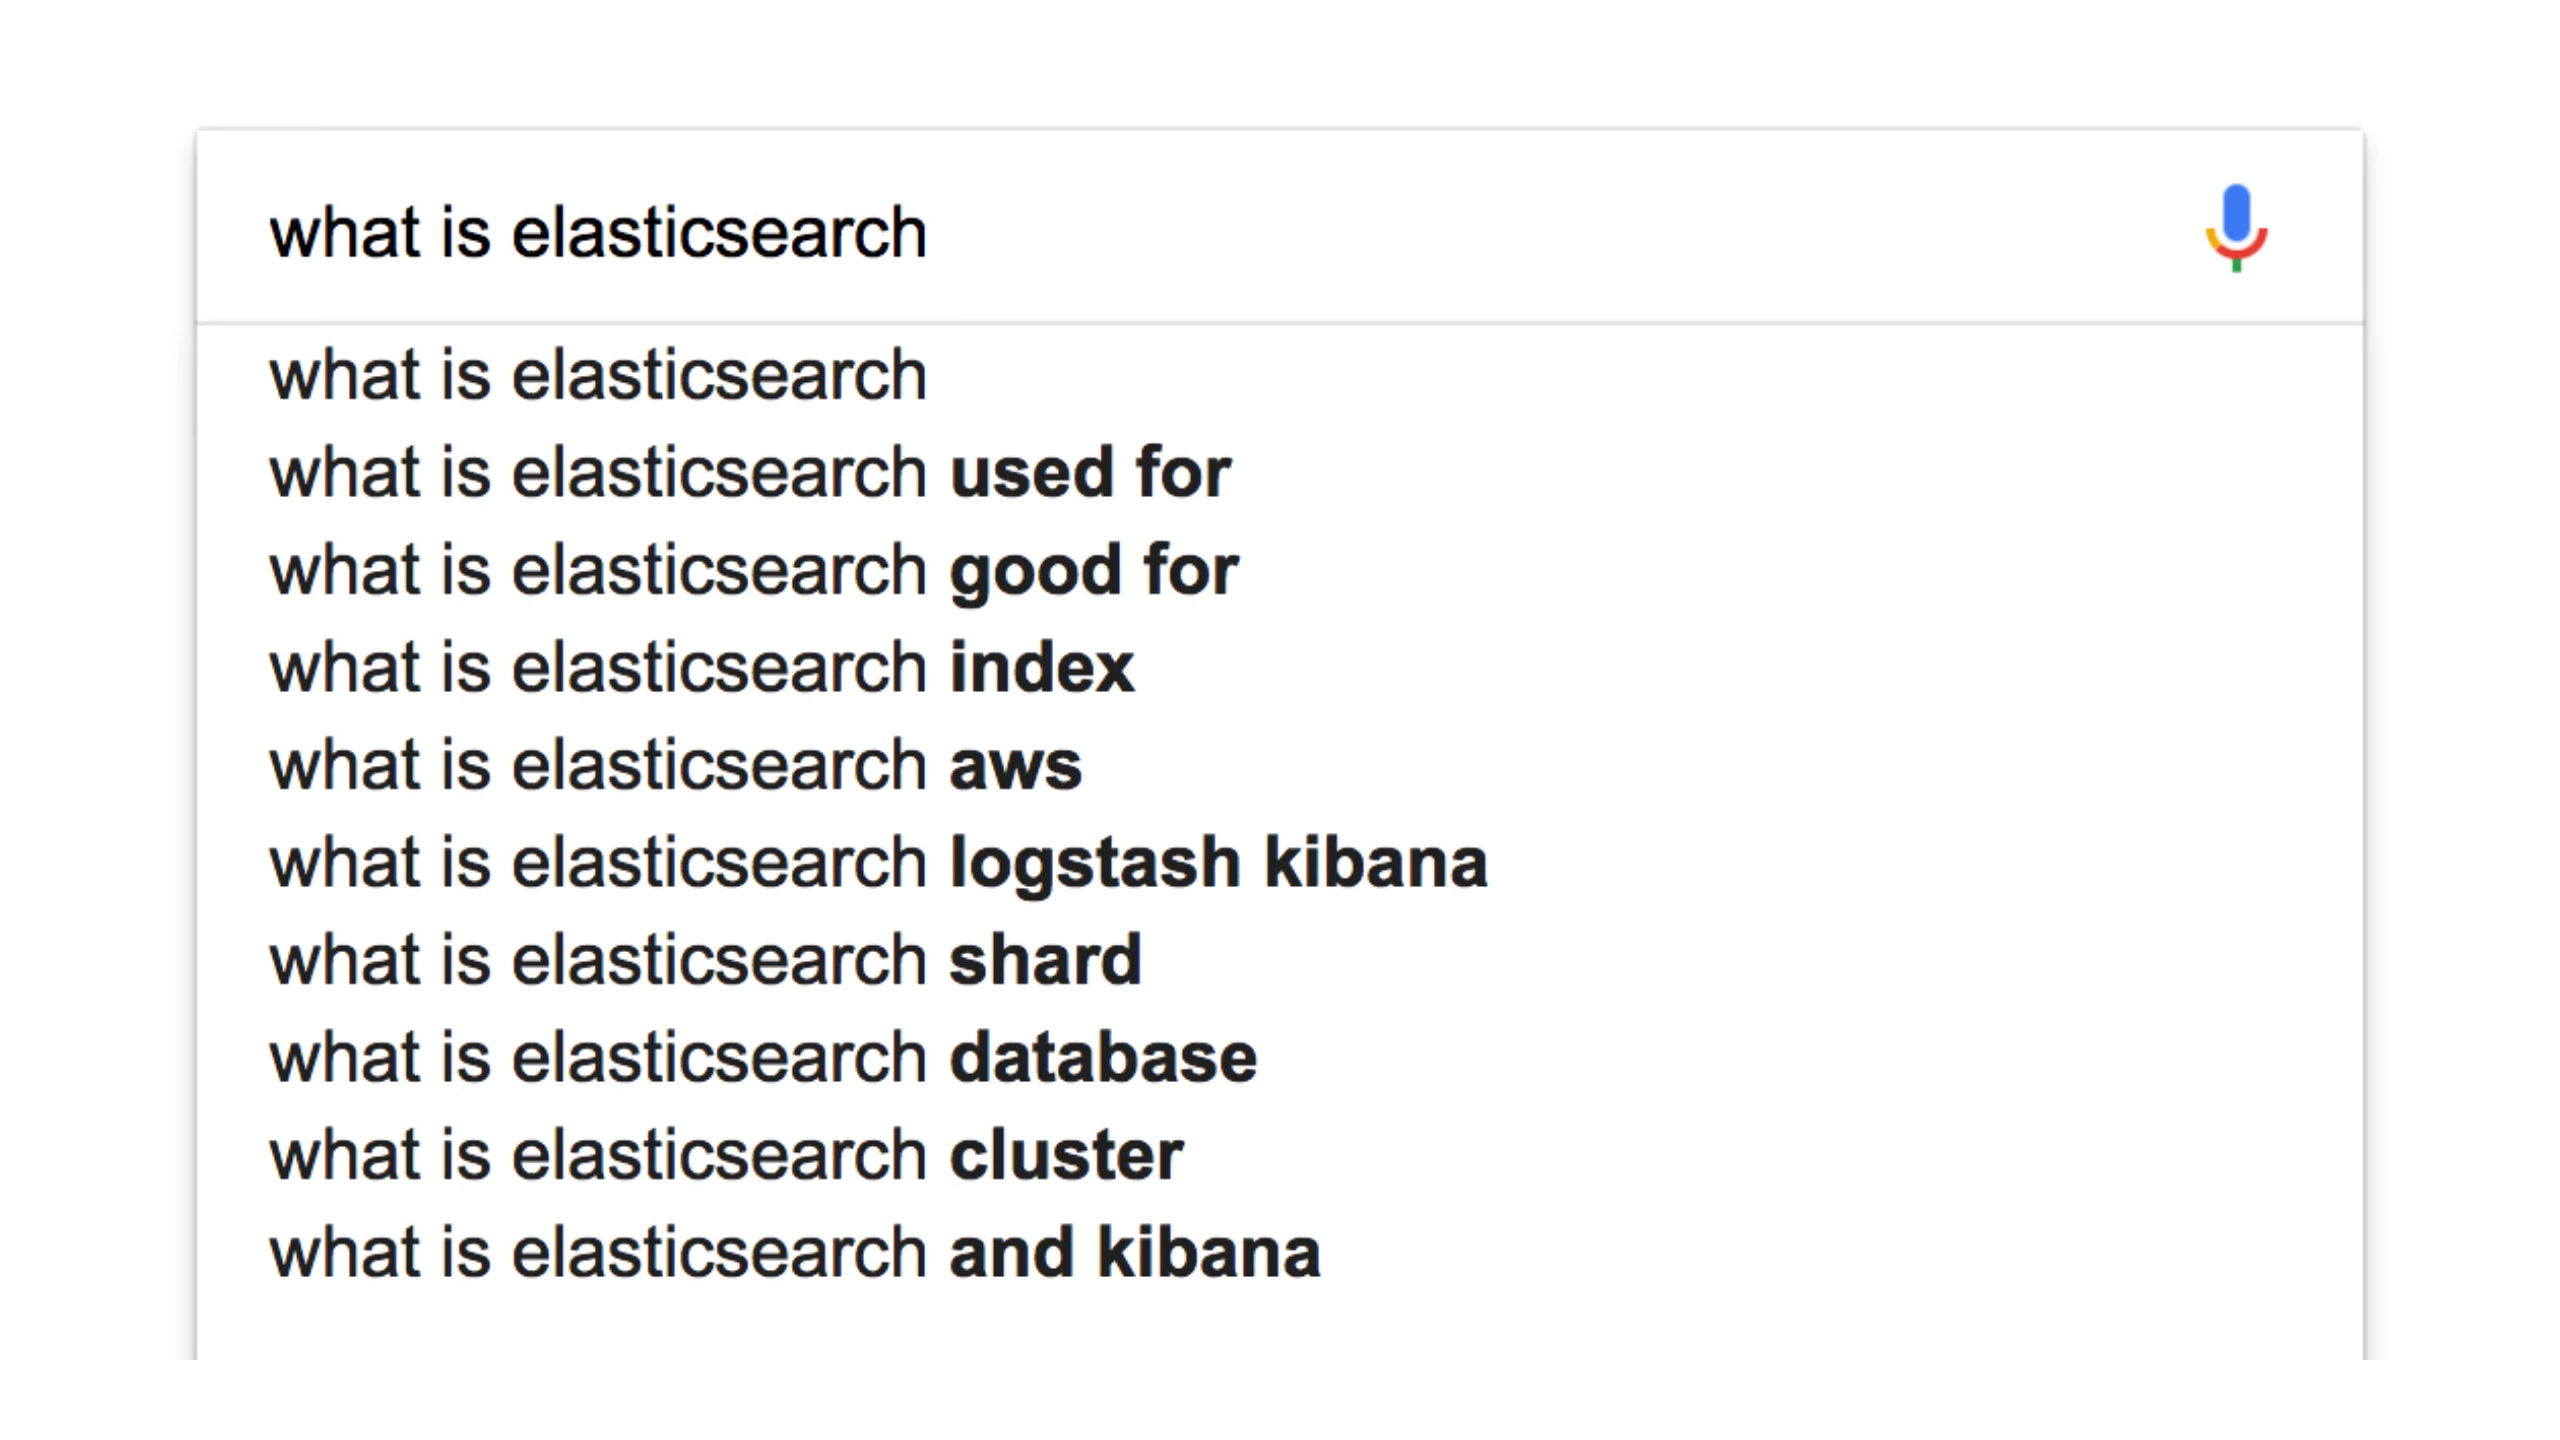 what is elasticsearch
what is elasticsearch
what is elasticsearch used for
what is elasticsearch good for
what is elasticsearch index
what is elasticsearch aws
what is elasticsearch logstash kibana
what is elasticsearch shard
what is elasticsearch database
what is elasticsearch cluster
what is elasticsearch and kibana